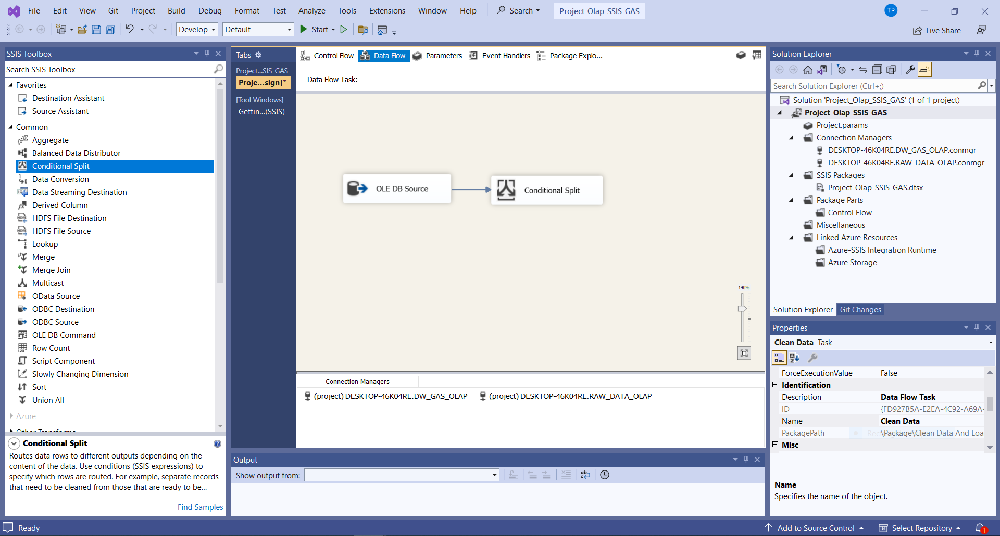 File Edit View Git Project Build Debug Format Test Analyze Tools Extensions Window Help Search Project_Olap_SSIS_GAS TP
Develop Default Start Live Share
SSIS Toolbox
Search SSIS Toolbox
Favorites
Destination Assistant
Source Assistant
Common
Aggregate
Balanced Data Distributor
Conditional Split
Data Conversion
Data Streaming Destination
Derived Column
HDFS File Destination
HDFS File Source
Lookup
Merge
Merge Join
Multicast
OData Source
ODBC Destination
ODBC Source
OLE DB Command
Row Count
Script Component
Slowly Changing Dimension
Sort
Union All
Azure
Other Transforms
Conditional Split
Routes data rows to different outputs depending on the
content of the data. Use conditions (SSIS expressions) to
specify which rows are routed. For example, separate records
that need to be cleaned from those that are ready to be...
Find Samples
Tabs
Project...SIS_GAS
Proje...sign]*
[Tool Windows]
Gettin...(SSIS)
Control Flow Data Flow Parameters Event Handlers Package Explo...
Data Flow Task:
OLE DB Source
Conditional Split
140%
Connection Managers
(project) DESKTOP-46K04RE.DW_GAS_OLAP (project) DESKTOP-46K04RE.RAW_DATA_OLAP
Output
Show output from:
Solution Explorer
Search Solution Explorer (Ctrl+;)
Solution 'Project_Olap_SSIS_GAS' (1 of 1 project)
Project_Olap_SSIS_GAS
Project.params
Connection Managers
DESKTOP-46K04RE.DW_GAS_OLAP.conmgr
DESKTOP-46K04RE.RAW_DATA_OLAP.conmgr
SSIS Packages
Project_Olap_SSIS_GAS.dtsx
Package Parts
Control Flow
Miscellaneous
Linked Azure Resources
Azure-SSIS Integration Runtime
Azure Storage
Solution Explorer Git Changes
Properties
Clean Data Task
ForceExecutionValue False
Identification
Description Data Flow Task
ID {FD927B5A-E2EA-4C92-A69A-
Name Clean Data
PackagePath \Package\Clean Data And Loa
Misc
Name
Specifies the name of the object.
Ready Add to Source Control Select Repository 1